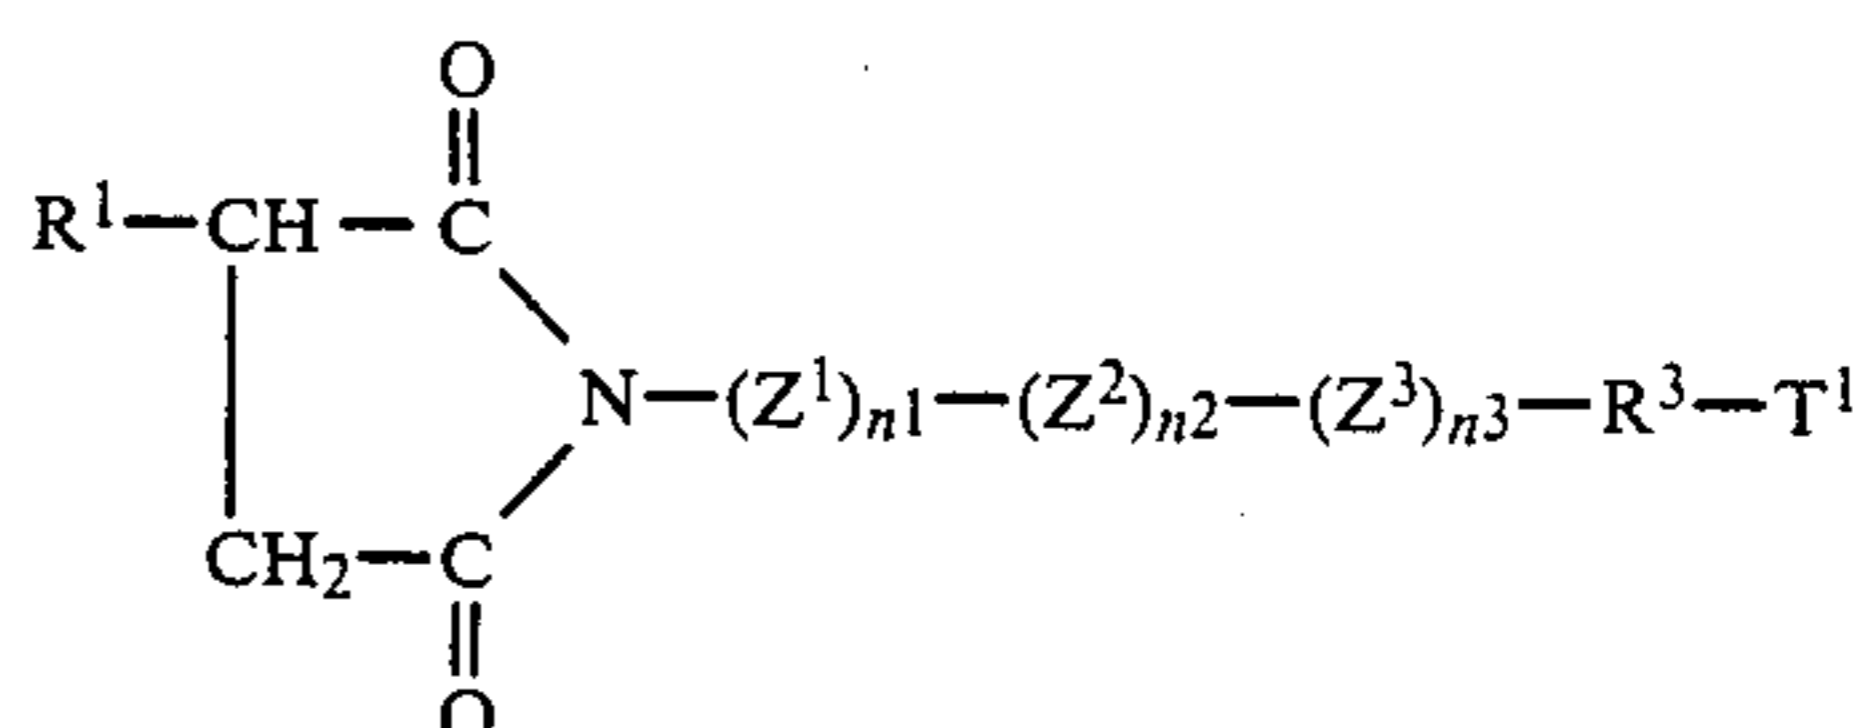 O
R¹—CH—C
N—(Z¹)ₙ₁—(Z²)ₙ₂—(Z³)ₙ₃—R³—T¹
CH₂—C
O